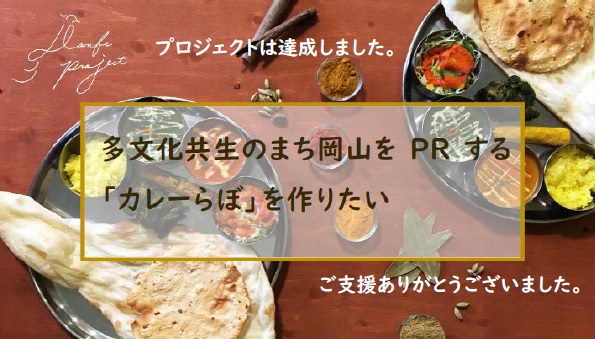 プロジェクトは達成しました。
project
多文化共生のまち岡山を PR する
「カレーらぼ」を作りたい
ご支援ありがとうございました。